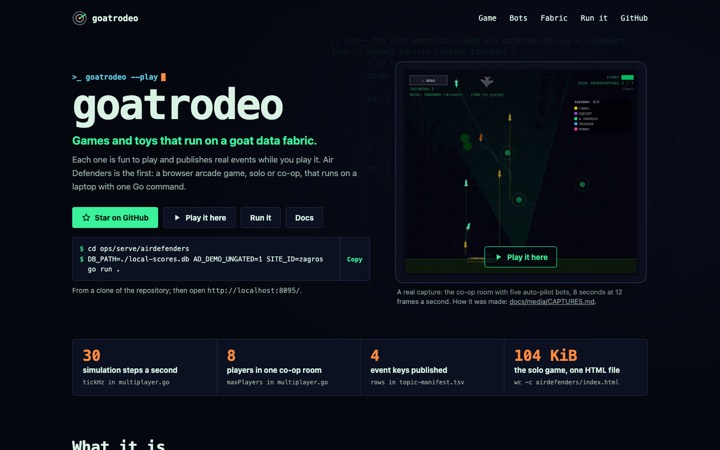 goatrodeo
Game Bots Fabric Run it GitHub
>_ goatrodeo --play
goatrodeo
Games and toys that run on a goat data fabric.
Each one is fun to play and publishes real events while you play it. Air
Defenders is the first: a browser arcade game, solo or co-op, that runs on a
laptop with one Go command.
Star on GitHub
Play it here
Run it
Docs
$ cd ops/serve/airdefenders
$ DB_PATH=./local-scores.db AD_DEMO_UNGATED=1 SITE_ID=zagros
go run .
Copy
From a clone of the repository; then open http://localhost:8095/.
Play it here
A real capture: the co-op room with five auto-pilot bots, 8 seconds at 12
frames a second. How it was made: docs/media/CAPTURES.md.
30
simulation steps a second
tickHz in multiplayer.go
8
players in one co-op room
maxPlayers in multiplayer.go
4
event keys published
rows in topic-manifest.tsv
104 KiB
the solo game, one HTML file
wc -c airdefenders/index.html
What it is